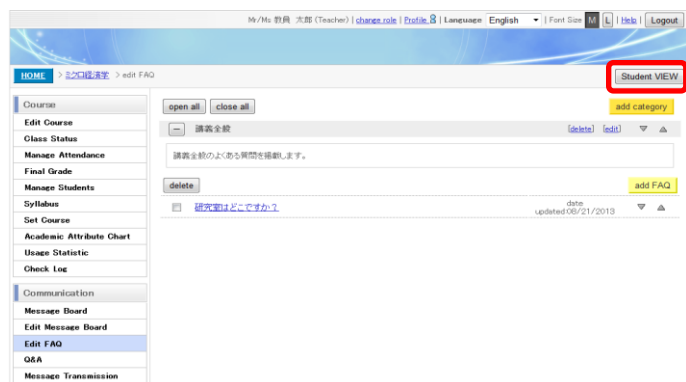 Mr/Ms 教員 太郎 (Teacher) | change role | Profile | Language English | Font Size M L | Help | Logout
HOME > ミクロ経済学 > edit FAQ
Student VIEW
Course
Edit Course
Class Status
Manage Attendance
Final Grade
Manage Students
Syllabus
Set Course
Academic Attribute Chart
Usage Statistic
Check Log
Communication
Message Board
Edit Message Board
Edit FAQ
Q&A
Message Transmission
open all close all add category
講義全般 [delete] [edit]
講義全般のよくある質問を掲載します。
delete add FAQ
研究室はどこですか? date
updated:08/21/2013